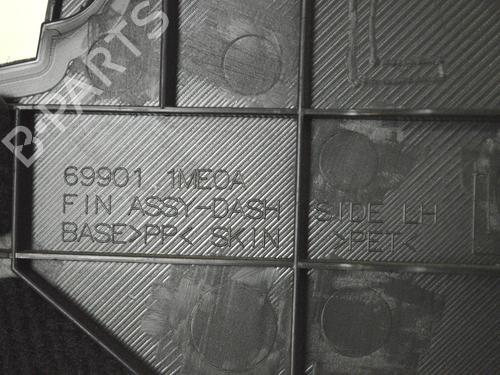 B-PARTS
69901 1ME0A
FIN ASSY-DASH SIDE LH
BASE>PP< SKIN >PET<